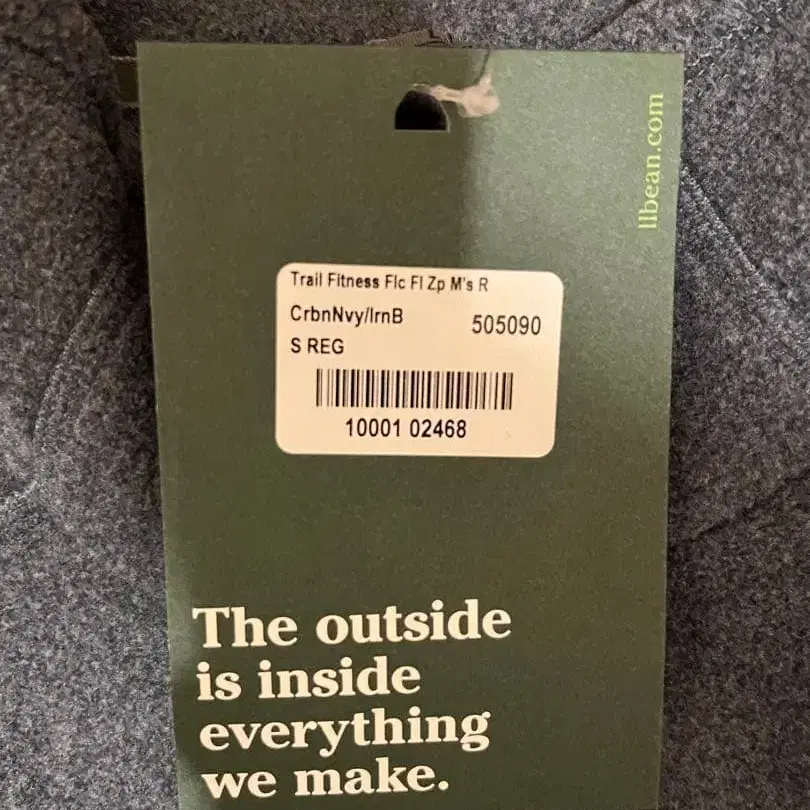 llbean.com
Trail Fitness Flc Fl Zp M's R
CrbnNvy/IrnB
505090
S REG
10001 02468
The outside
is inside
everything
we make.